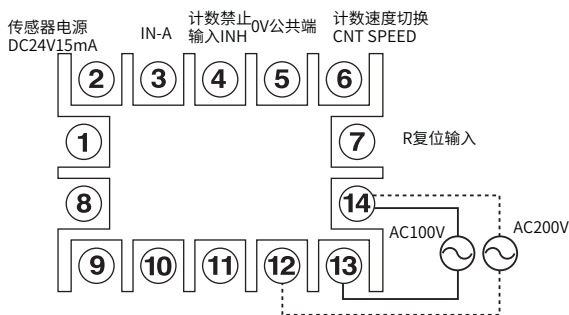 传感器电源
DC24V15mA
IN-A
计数禁止
输入INH
0V公共端
计数速度切换
CNT SPEED
2
3
4
5
6
1
7
R复位输入
8
14
AC100V
AC200V
9
10
11
12
13